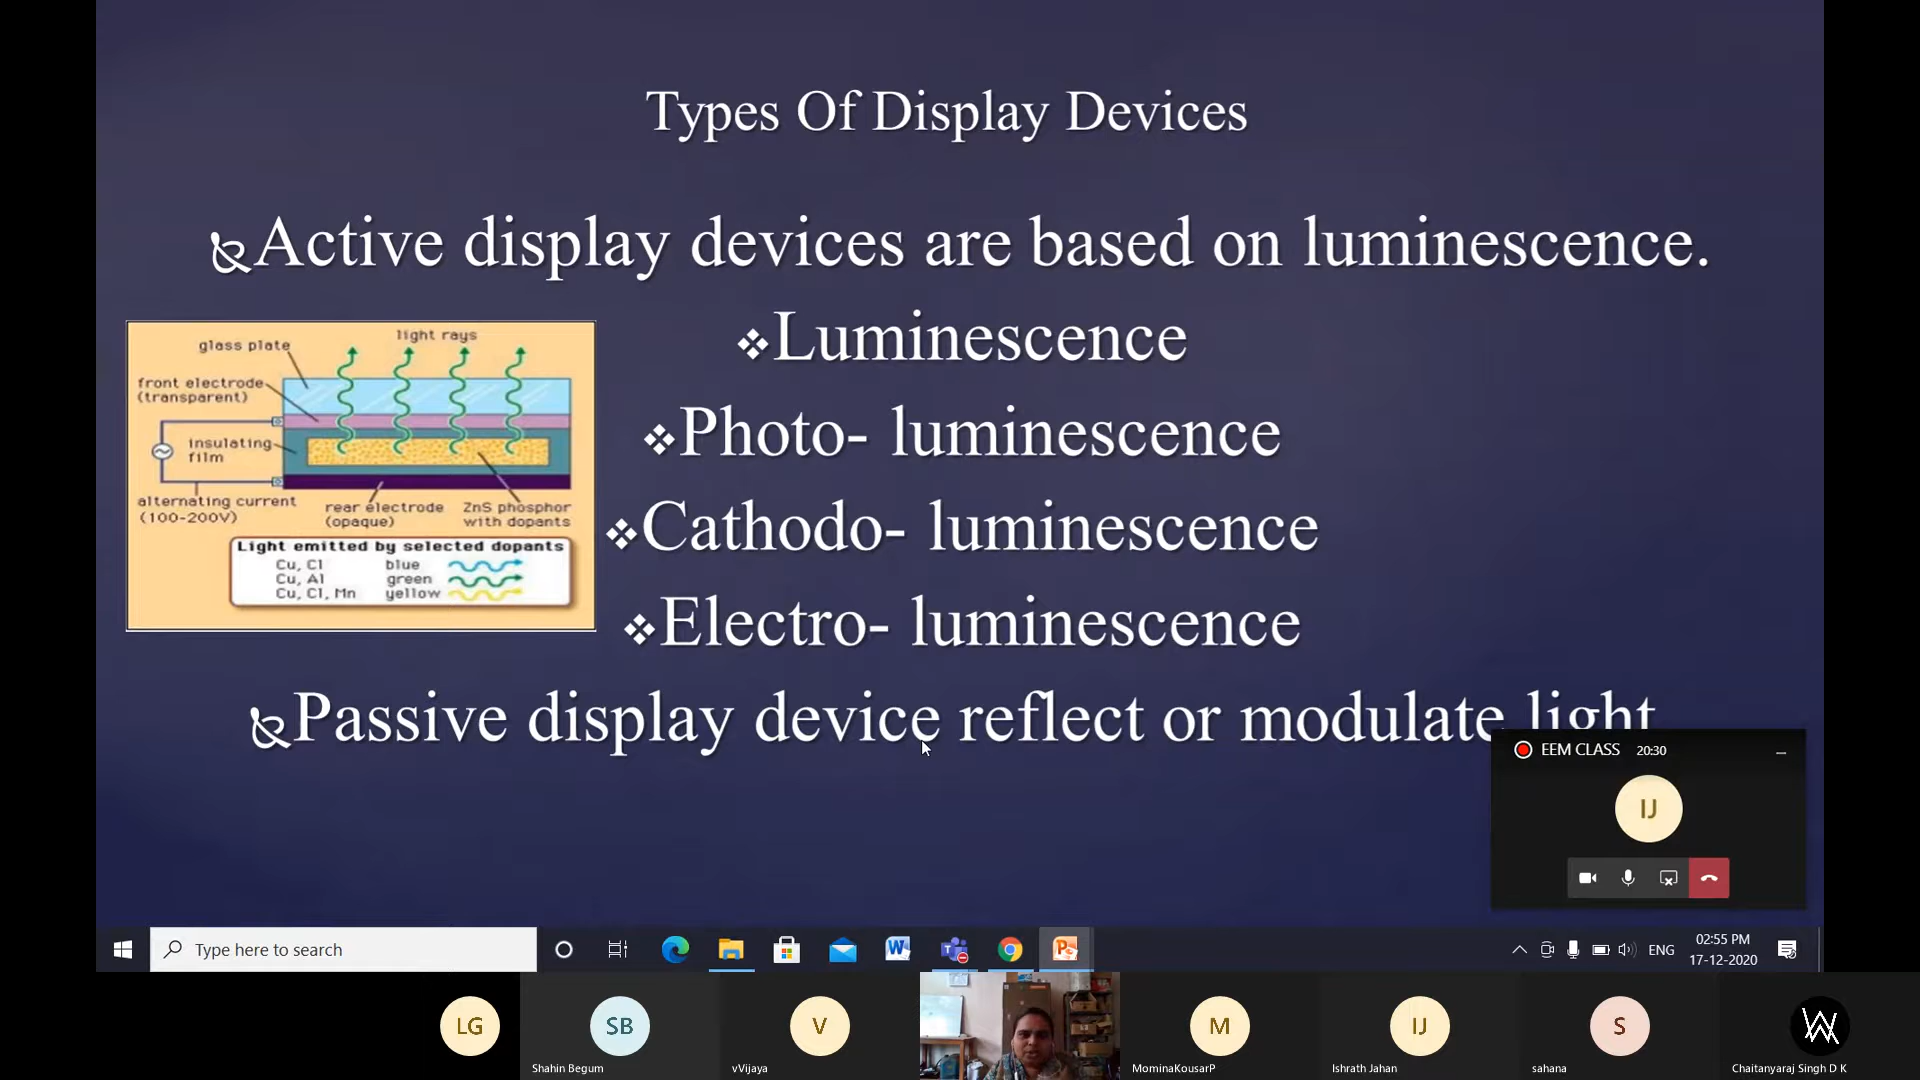 Types Of Display Devices
Active display devices are based on luminescence.
Luminescence
Photo- luminescence
Cathodo- luminescence
Electro- luminescence
Passive display device reflect or modulate light
light rays
glass plate
front electrode
(transparent)
insulating
film
alternating current
(100-200V)
rear electrode
(opaque)
ZnS phosphor
with dopants
Light emitted by selected dopants
Cu, Cl blue
Cu, Al green
Cu, Cl, Mn yellow
EEM CLASS 20:30
IJ
Type here to search
ENG
02:55 PM
17-12-2020
LG
SB
Shahin Begum
V
vVijaya
M
MominaKousarP
IJ
Ishrath Jahan
S
sahana
Chaitanyaraj Singh D K